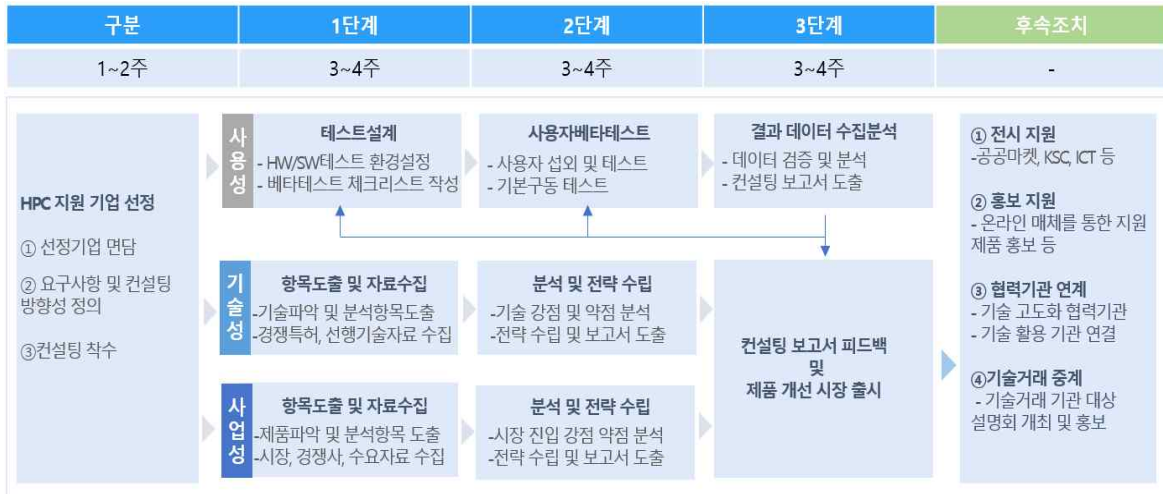 구분
1단계
2단계
3단계
후속조치
1~2주
3~4주
3~4주
3~4주
-
HPC 지원 기업 선정
① 선정기업 면담
② 요구사항 및 컨설팅
방향성 정의
③컨설팅 착수
사용성
테스트설계
- HW/SW테스트 환경설정
- 베타테스트 체크리스트 작성
사용자베타테스트
- 사용자 섭외 및 테스트
- 기본구동 테스트
결과 데이터 수집분석
- 데이터 검증 및 분석
- 컨설팅 보고서 도출
기술성
항목도출 및 자료수집
-기술파악 및 분석항목도출
-경쟁특허, 선행기술자료 수집
분석 및 전략 수립
-기술 강점 및 약점 분석
-전략 수립 및 보고서 도출
사업성
항목도출 및 자료수집
-제품파악 및 분석항목 도출
-시장, 경쟁사, 수요자료 수집
분석 및 전략 수립
-시장 진입 강점 약점 분석
-전략 수립 및 보고서 도출
컨설팅 보고서 피드백
및
제품 개선 시장 출시
① 전시 지원
-공공마켓, KSC, ICT 등
② 홍보 지원
- 온라인 매체를 통한 지원
제품 홍보 등
③ 협력기관 연계
- 기술 고도화 협력기관
- 기술 활용 기관 연결
④기술거래 중계
- 기술거래 기관 대상
설명회 개최 및 홍보